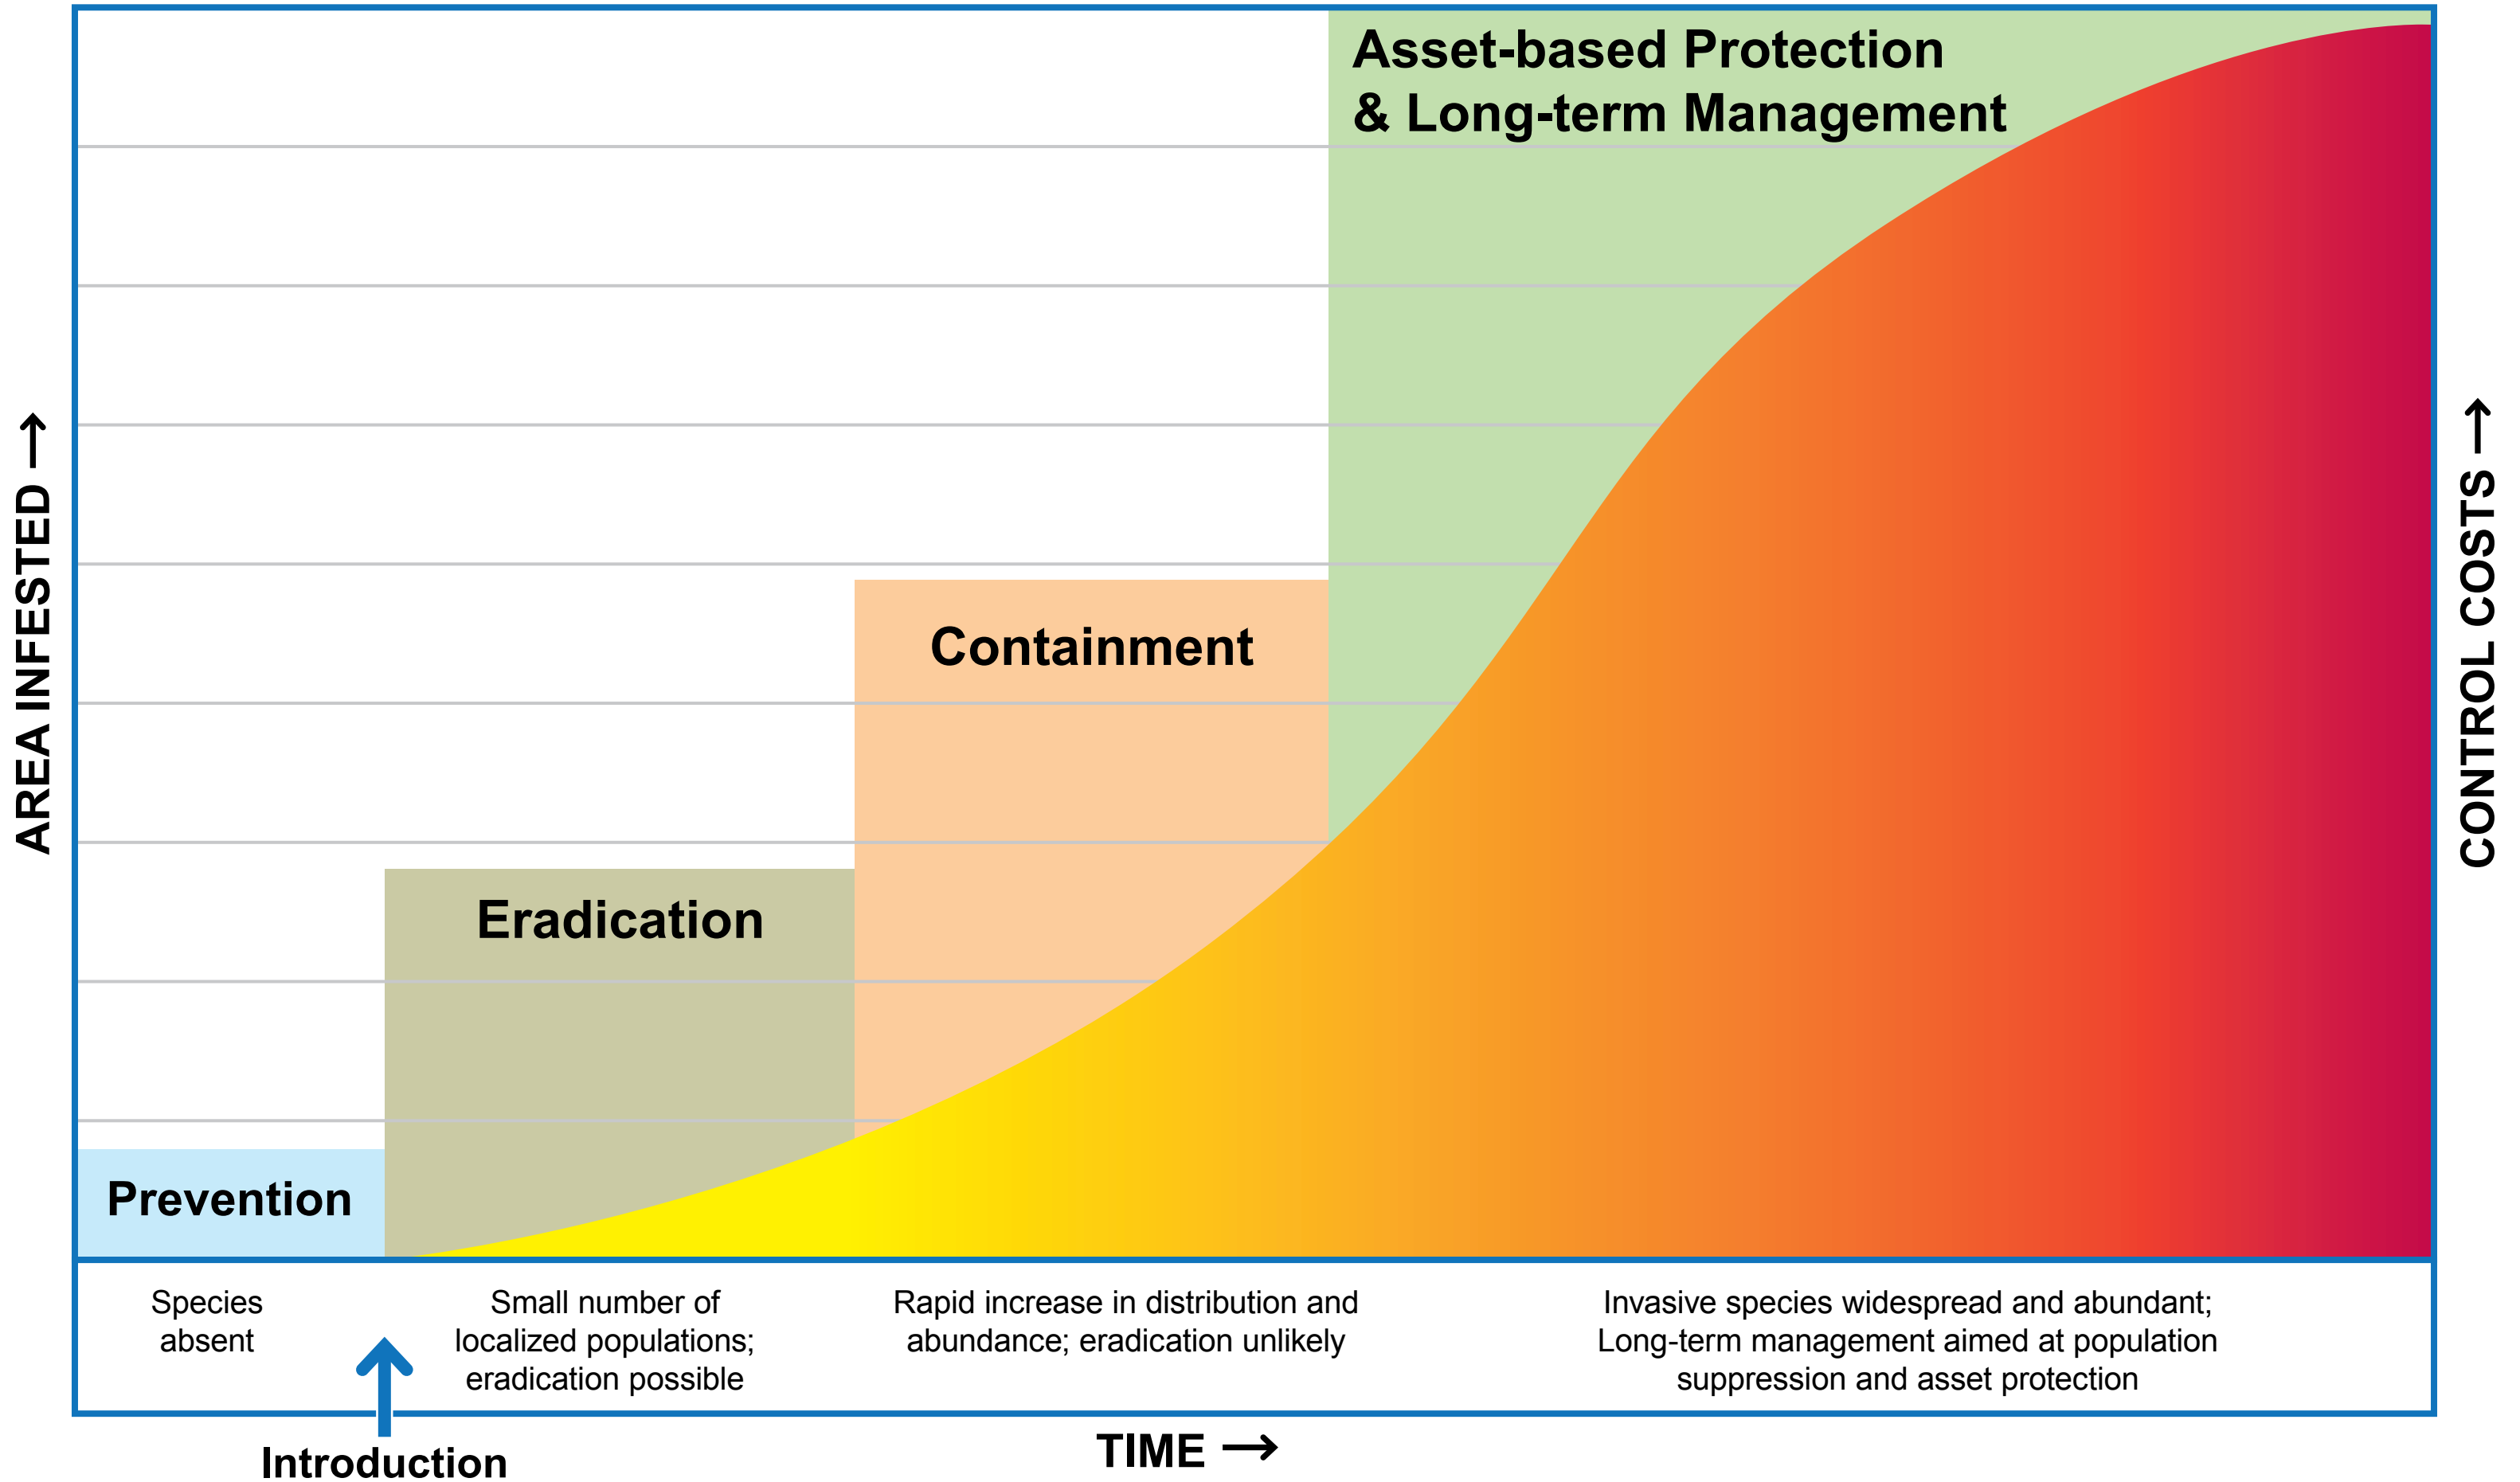 Asset-based Protection
& Long-term Management
Containment
Eradication
Prevention
AREA INFESTED →
CONTROL COSTS →
Species
absent
Small number of
localized populations;
eradication possible
Rapid increase in distribution and
abundance; eradication unlikely
Invasive species widespread and abundant;
Long-term management aimed at population
suppression and asset protection
Introduction
TIME →